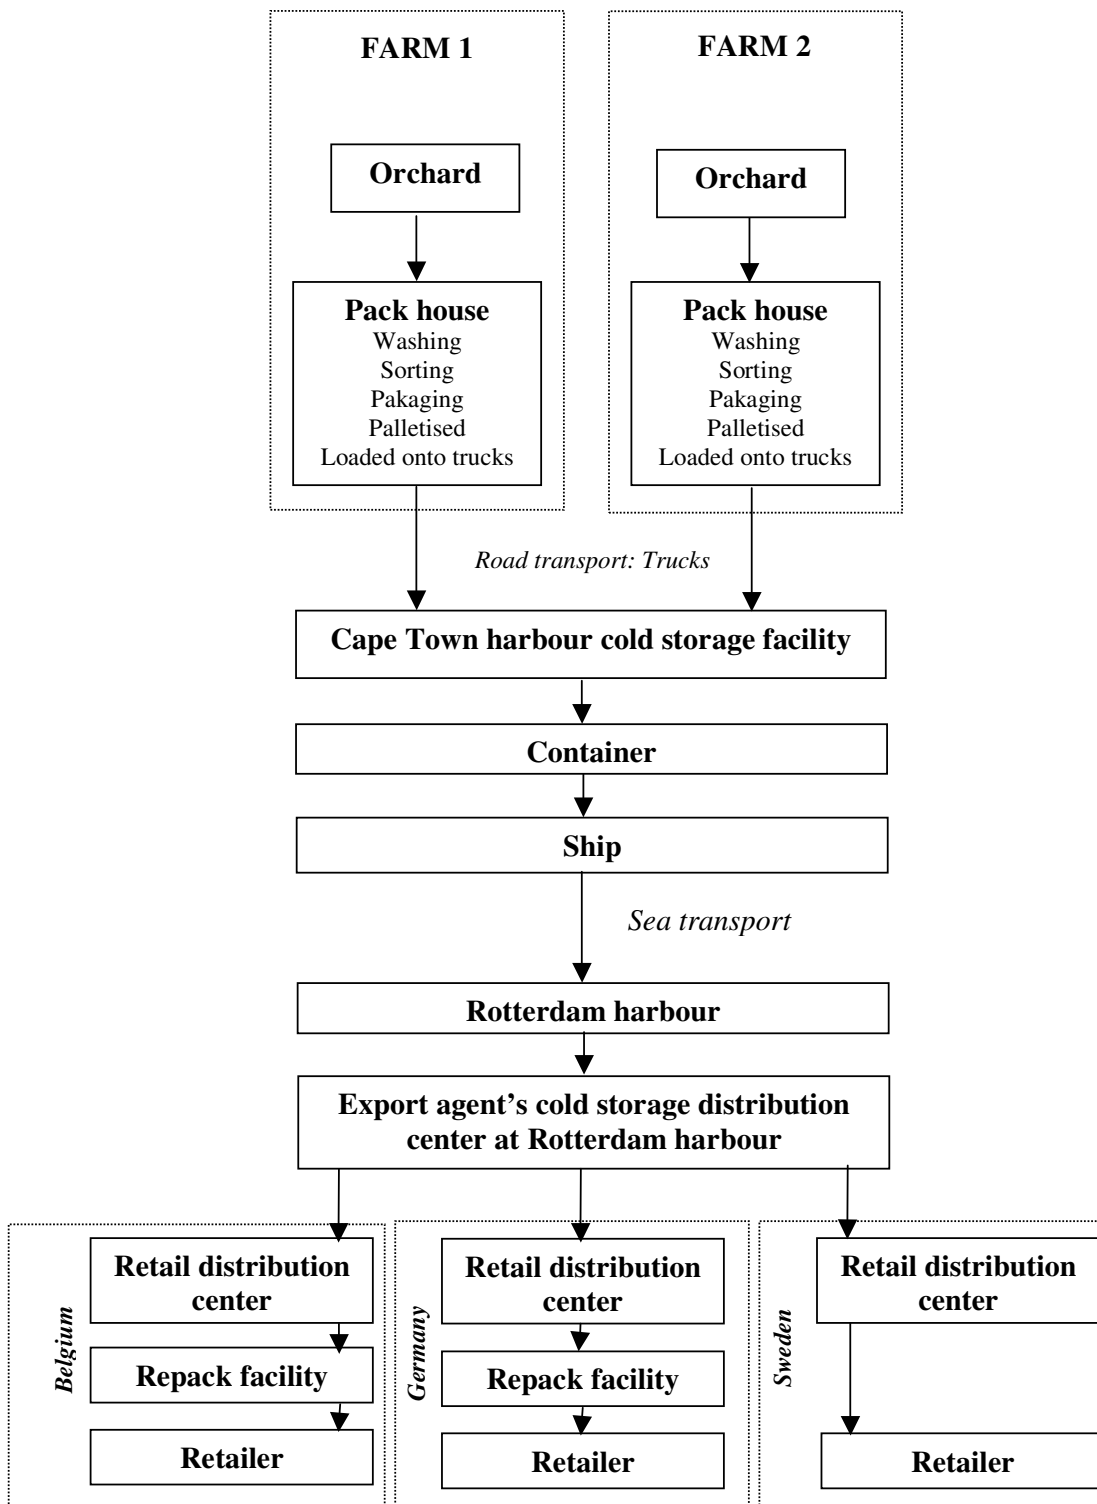 FARM 1
Orchard
Pack house
Washing
Sorting
Pakaging
Palletised
Loaded onto trucks
FARM 2
Orchard
Pack house
Washing
Sorting
Pakaging
Palletised
Loaded onto trucks
Road transport: Trucks
Cape Town harbour cold storage facility
Container
Ship
Sea transport
Rotterdam harbour
Export agent's cold storage distribution
center at Rotterdam harbour
Belgium
Retail distribution
center
Repack facility
Retailer
Germany
Retail distribution
center
Repack facility
Retailer
Sweden
Retail distribution
center
Retailer